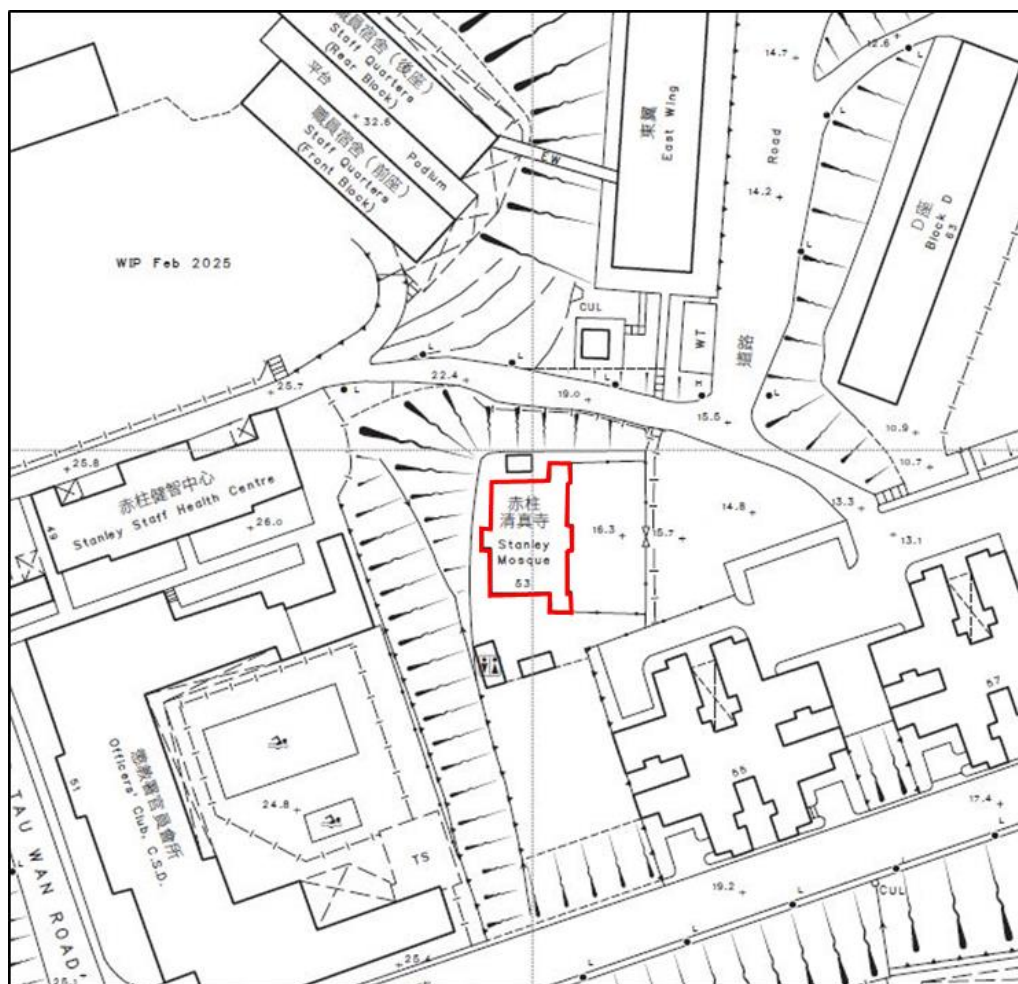 職員宿舍（後座）
Staff Quarters
(Rear Block)
平台
Podium
32.6
職員宿舍（前座）
Staff Quarters
(Front Block)
FW
東翼
East Wing
14.7
Road
14.2
12.6
L
L
L
D座
Block D
63
WIP Feb 2025
CUL
WT
道路
H
L
L
L
L
L
25.7
22.4
19.0
15.5
10.9
10.7
25.8
赤柱健智中心
Stanley Staff Health Centre
49
26.0
赤柱
清真寺
Stanley
Mosque
53
16.3
15.7
14.8
13.3
13.1
懲教署官員會所
Officers' Club, C.S.D.
51
24.8
TS
55
57
17.4
L
L
L
L
19.2
CUL
TAU WAN ROAD
25.4
25.1